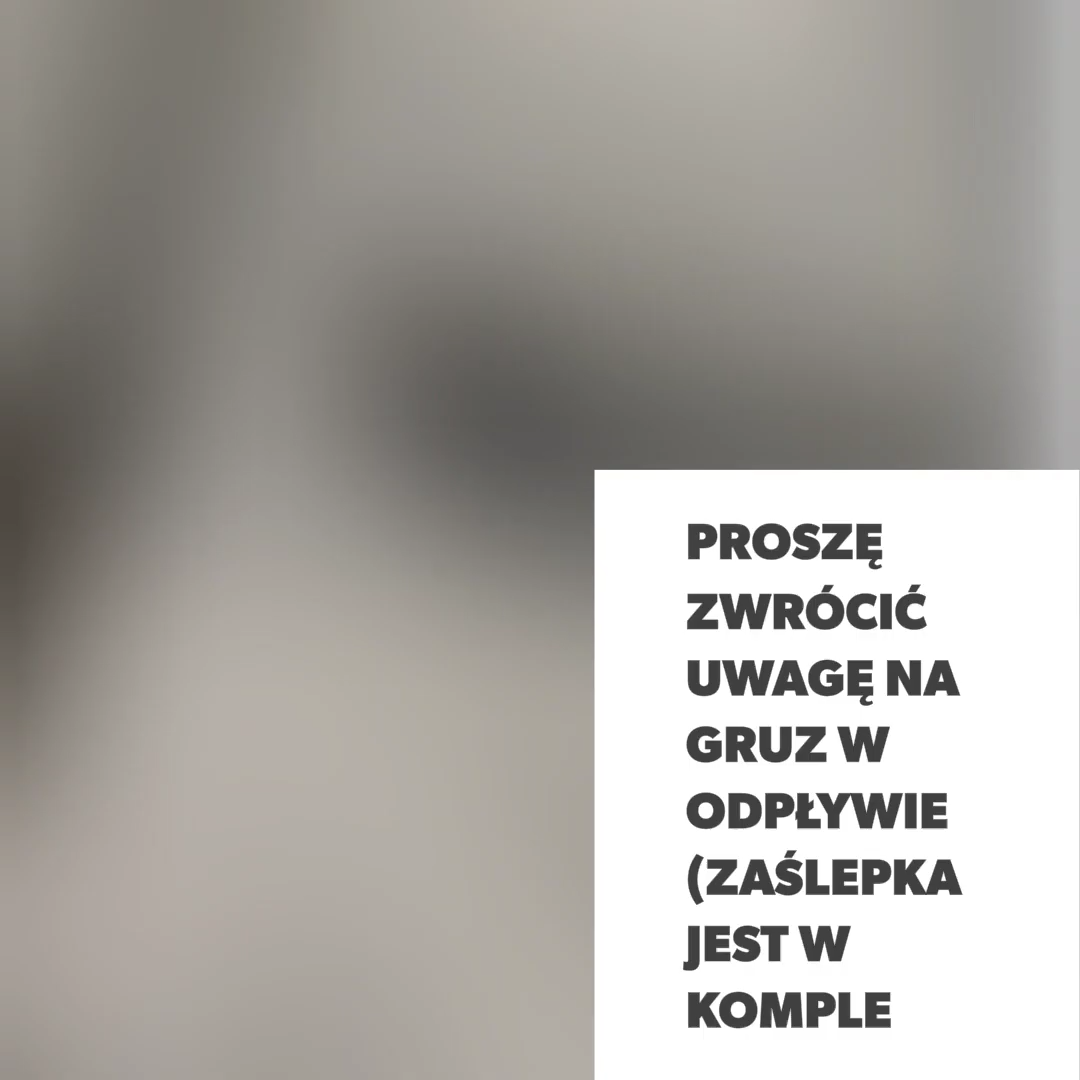 PROSZĘ
ZWRÓCIĆ
UWAGĘ NA
GRUZ W
ODPŁYWIE
(ZAŚLEPKA
JEST W
KOMPLE